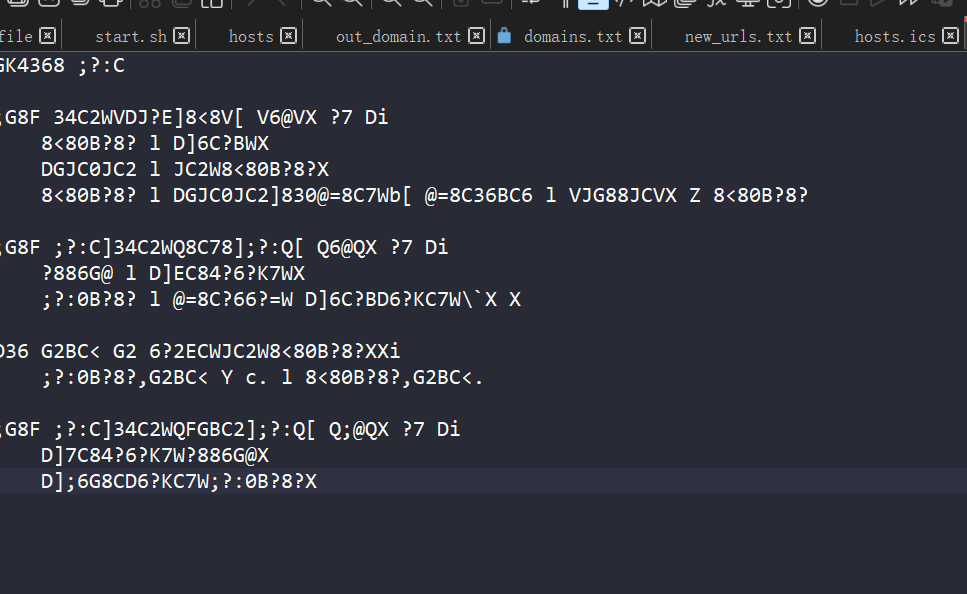 file start.sh hosts out_domain.txt domains.txt new_urls.txt hosts.ics
GK4368 ;?:C
;G8F 34C2WVDJ?E]8<8V[ V6@VX ?7 Di
8<80B?8? l D]6C?BWX
DGJC0JC2 l JC2W8<80B?8?X
8<80B?8? l DGJC0JC2]830@=8C7Wb[ @=8C36BC6 l VJG88JCVX Z 8<80B?8?
;G8F ;?:C]34C2WQ8C78];?:Q[ Q6@QX ?7 Di
?886G@ l D]EC84?6?K7WX
;?:0B?8? l @=8C?66?=W D]6C?BD6?KC7W\`X X
D36 G2BC< G2 6?2ECWJC2W8<80B?8?XXi
;?:0B?8?,G2BC< Y c. l 8<80B?8?,G2BC<.
;G8F ;?:C]34C2WQFGBC2];?:Q[ Q;@QX ?7 Di
D]7C84?6?K7W?886G@X
D];6G8CD6?KC7W;?:0B?8?X